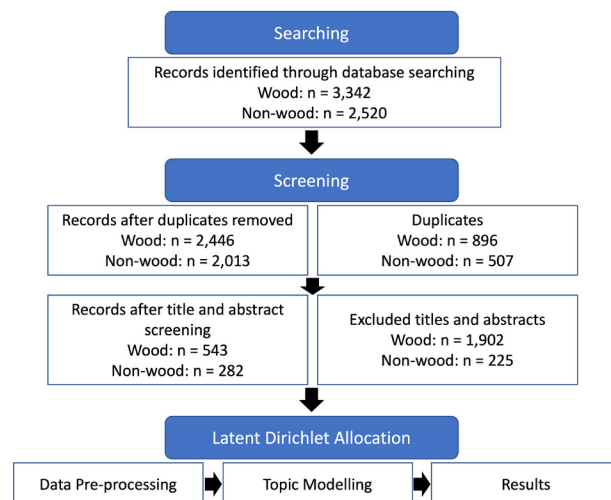 Searching
Records identified through database searching
Wood: n = 3,342
Non-wood: n = 2,520
Screening
Records after duplicates removed
Wood: n = 2,446
Non-wood: n = 2,013
Duplicates
Wood: n = 896
Non-wood: n = 507
Records after title and abstract
screening
Wood: n = 543
Non-wood: n = 282
Excluded titles and abstracts
Wood: n = 1,902
Non-wood: n = 225
Latent Dirichlet Allocation
Data Pre-processing
Topic Modelling
Results